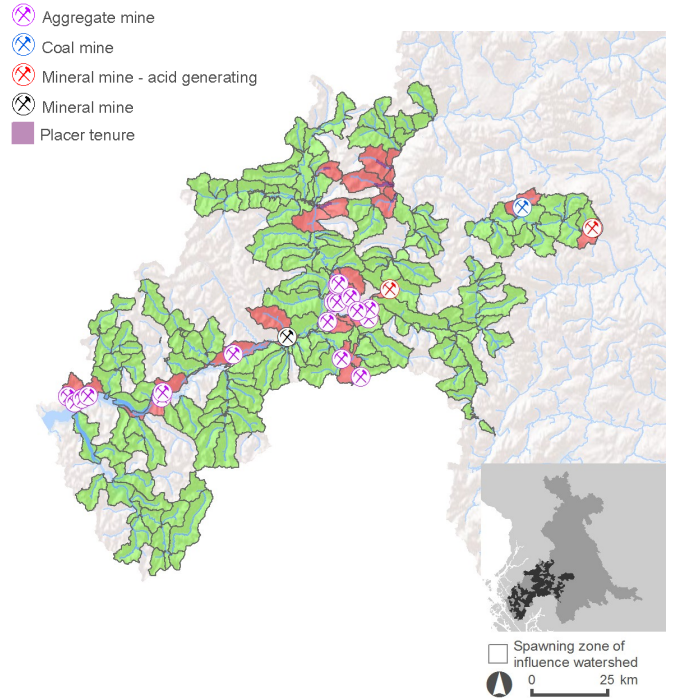 Aggregate mine
Coal mine
Mineral mine - acid generating
Mineral mine
Placer tenure
Spawning zone of
influence watershed
0 25 km